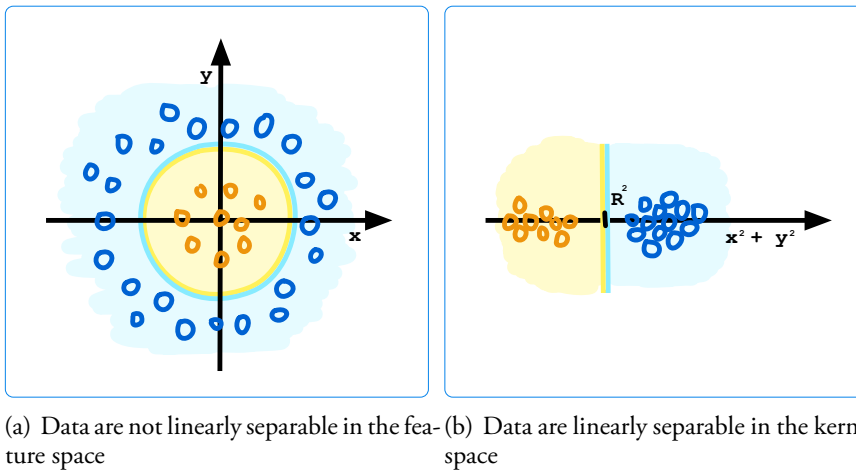 y
x
R²
x² + y²
(a) Data are not linearly separable in the fea-
ture space
(b) Data are linearly separable in the kern
space